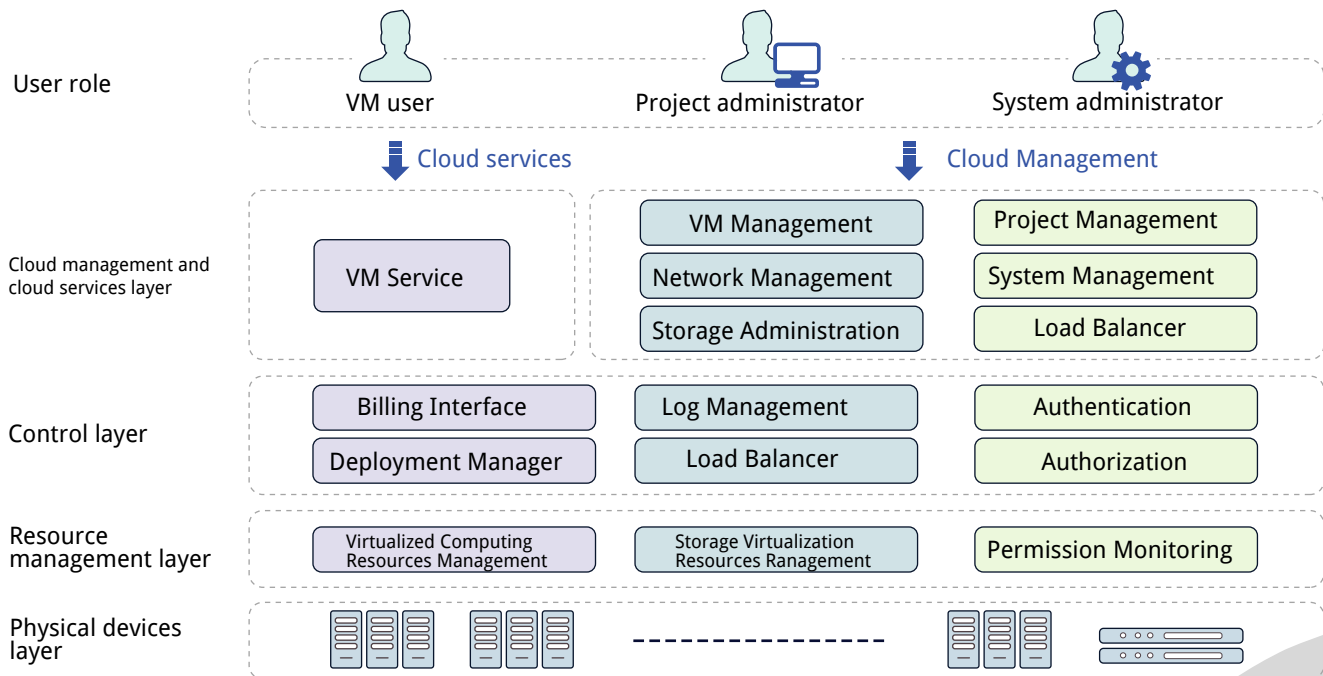 User role
VM user
Project administrator
System administrator
Cloud services
Cloud Management
Cloud management and
cloud services layer
VM Service
VM Management
Network Management
Storage Administration
Project Management
System Management
Load Balancer
Control layer
Billing Interface
Deployment Manager
Log Management
Load Balancer
Authentication
Authorization
Resource
management layer
Virtualized Computing
Resources Management
Storage Virtualization
Resources Ranagement
Permission Monitoring
Physical devices
layer